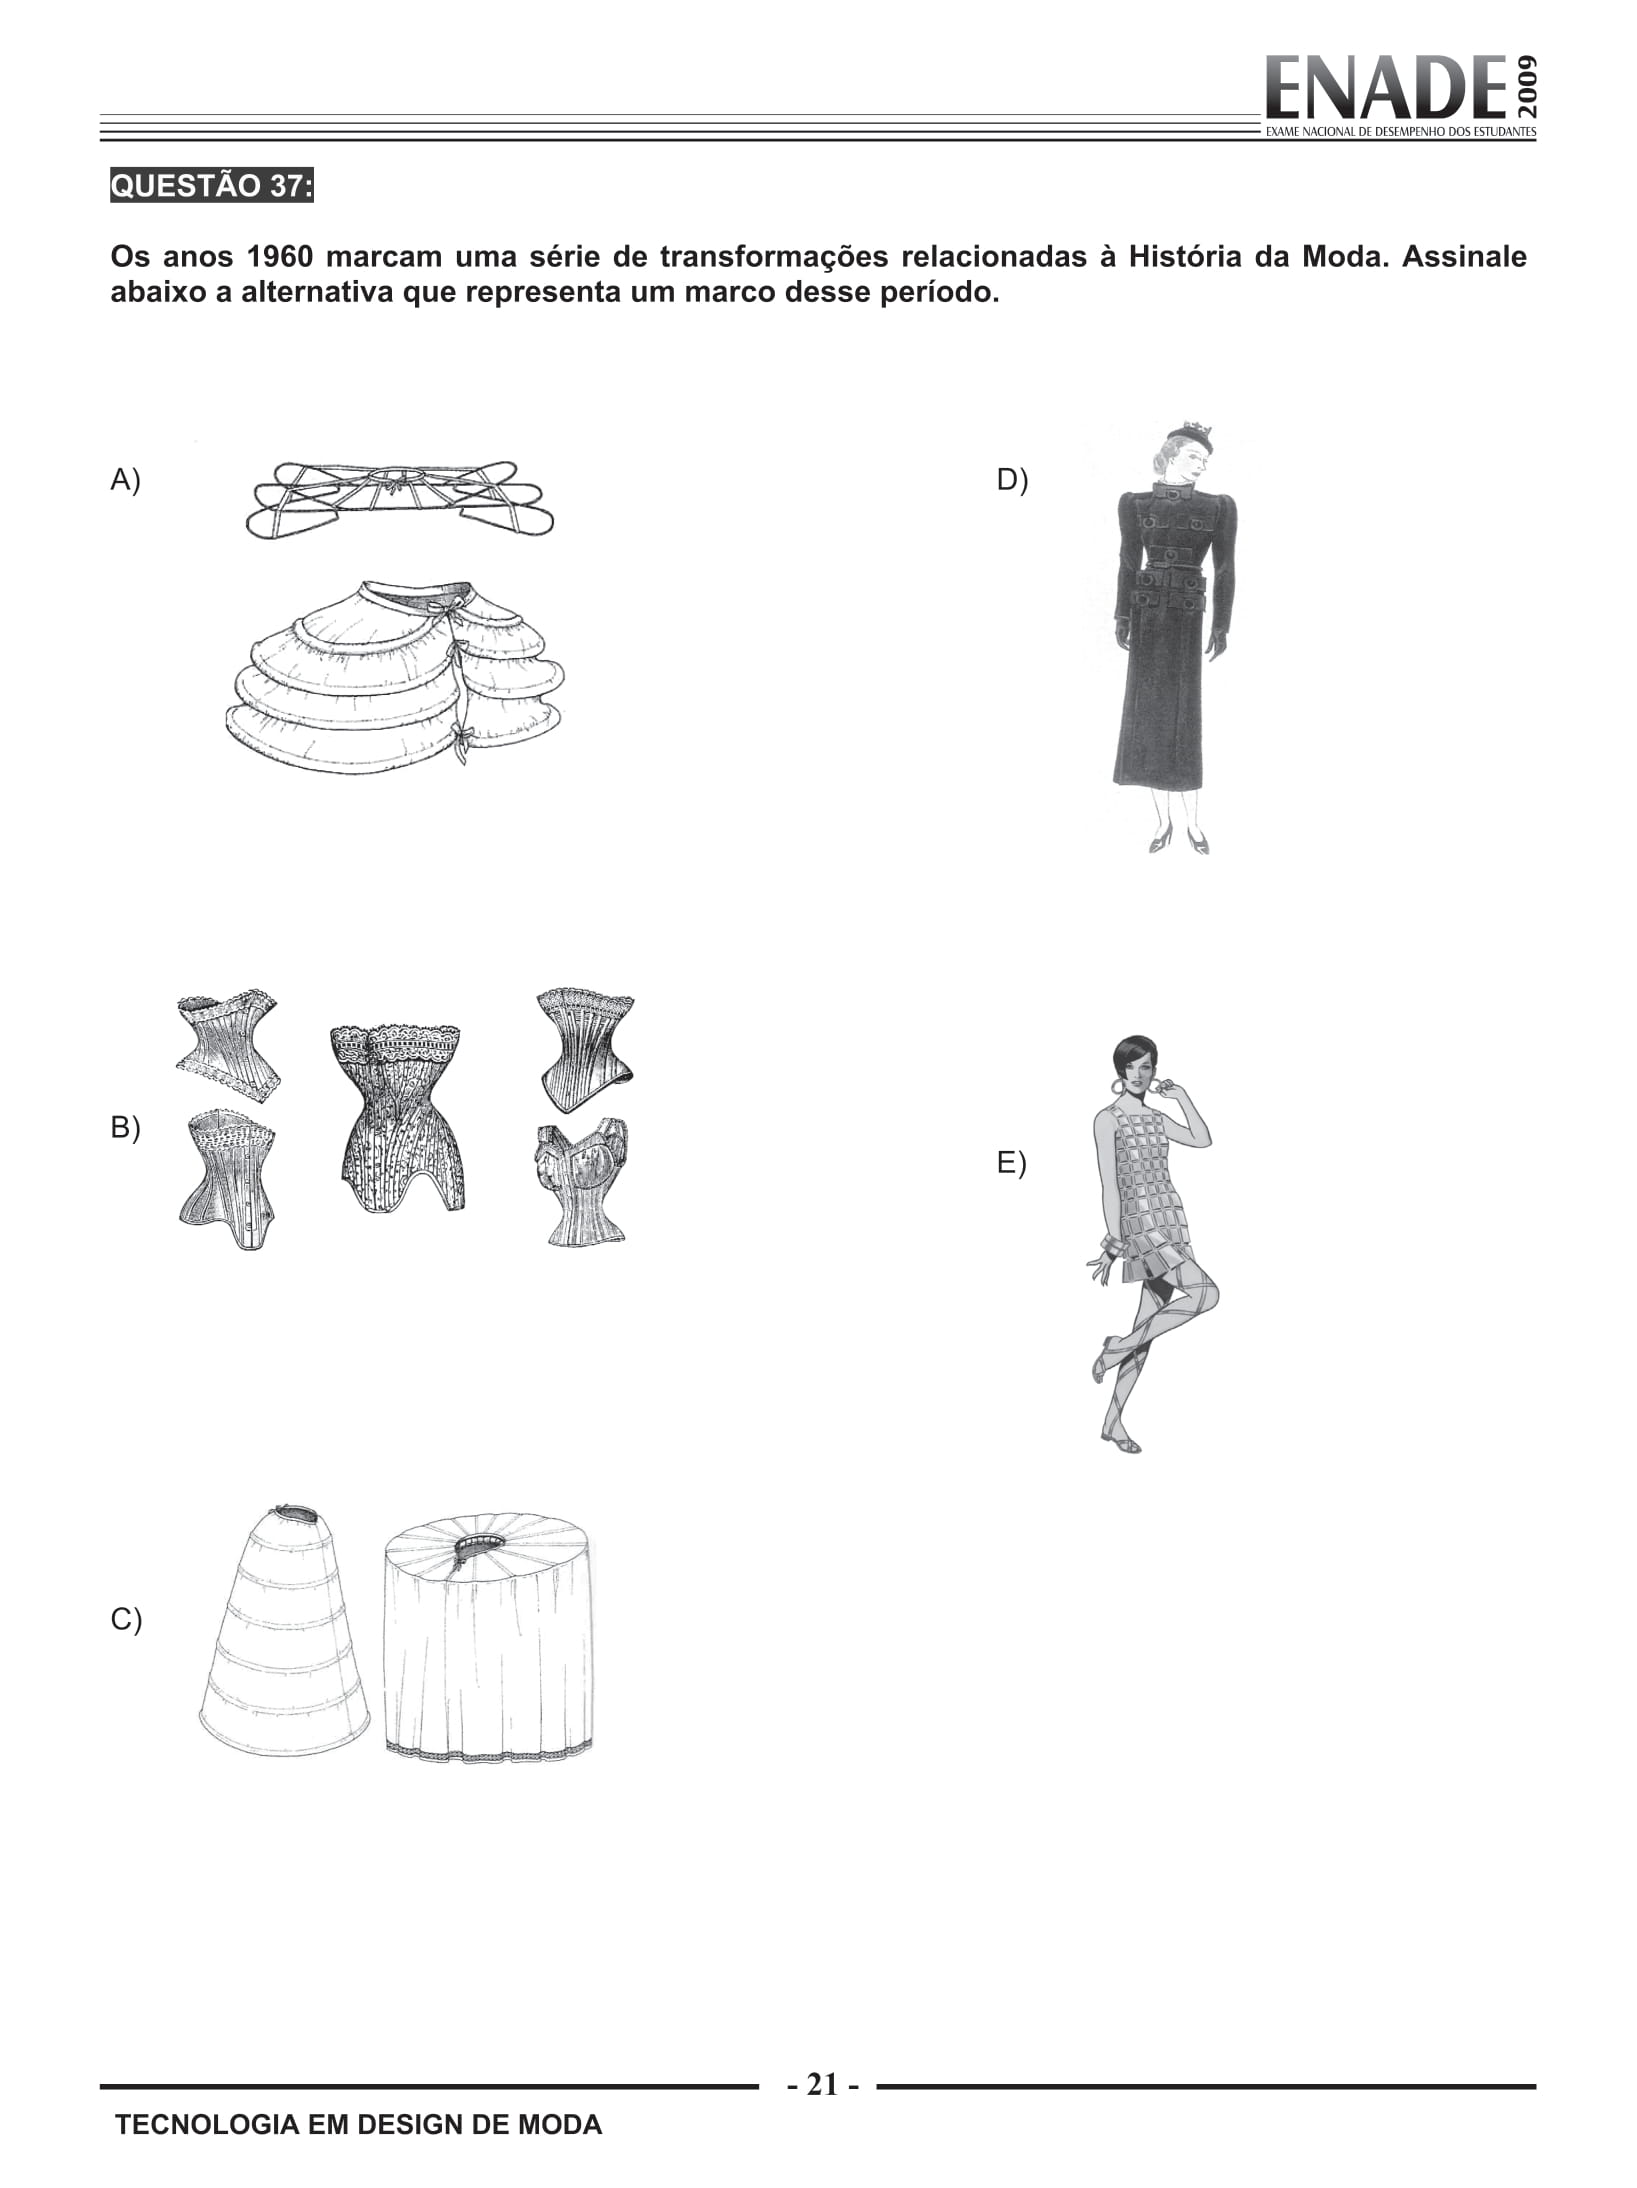 ENADE 2009
EXAME NACIONAL DE DESEMPENHO DOS ESTUDANTES
QUESTÃO 37:
Os anos 1960 marcam uma série de transformações relacionadas à História da Moda. Assinale
abaixo a alternativa que representa um marco desse período.
A)
D)
B)
E)
C)
- 21 -
TECNOLOGIA EM DESIGN DE MODA